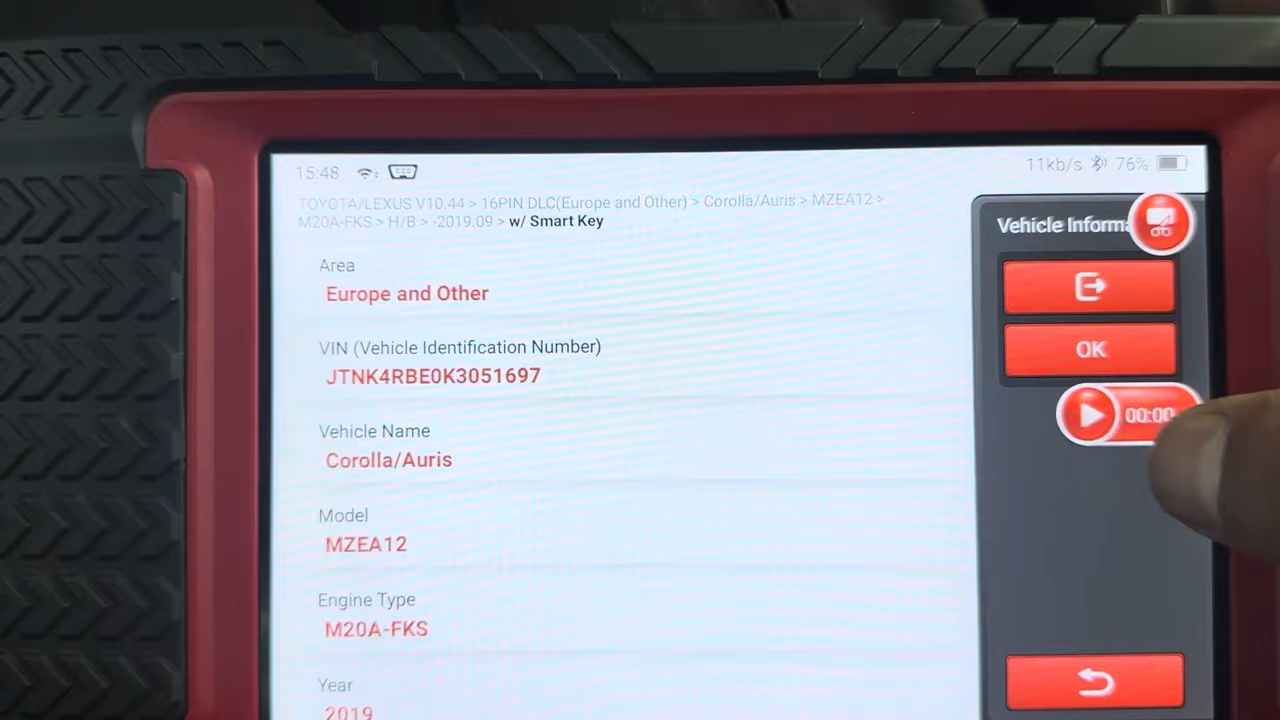 15:48
11kb/s 76%
TOYOTA/LEXUS V10.44 > 16PIN DLC(Europe and Other) > Corolla/Auris > MZEA12 >
M20A-FKS > H/B > -2019.09 > w/ Smart Key
Vehicle Informa
Area
Europe and Other
OK
VIN (Vehicle Identification Number)
JTNK4RBE0K3051697
00:00
Vehicle Name
Corolla/Auris
Model
MZEA12
Engine Type
M20A-FKS
Year
2019